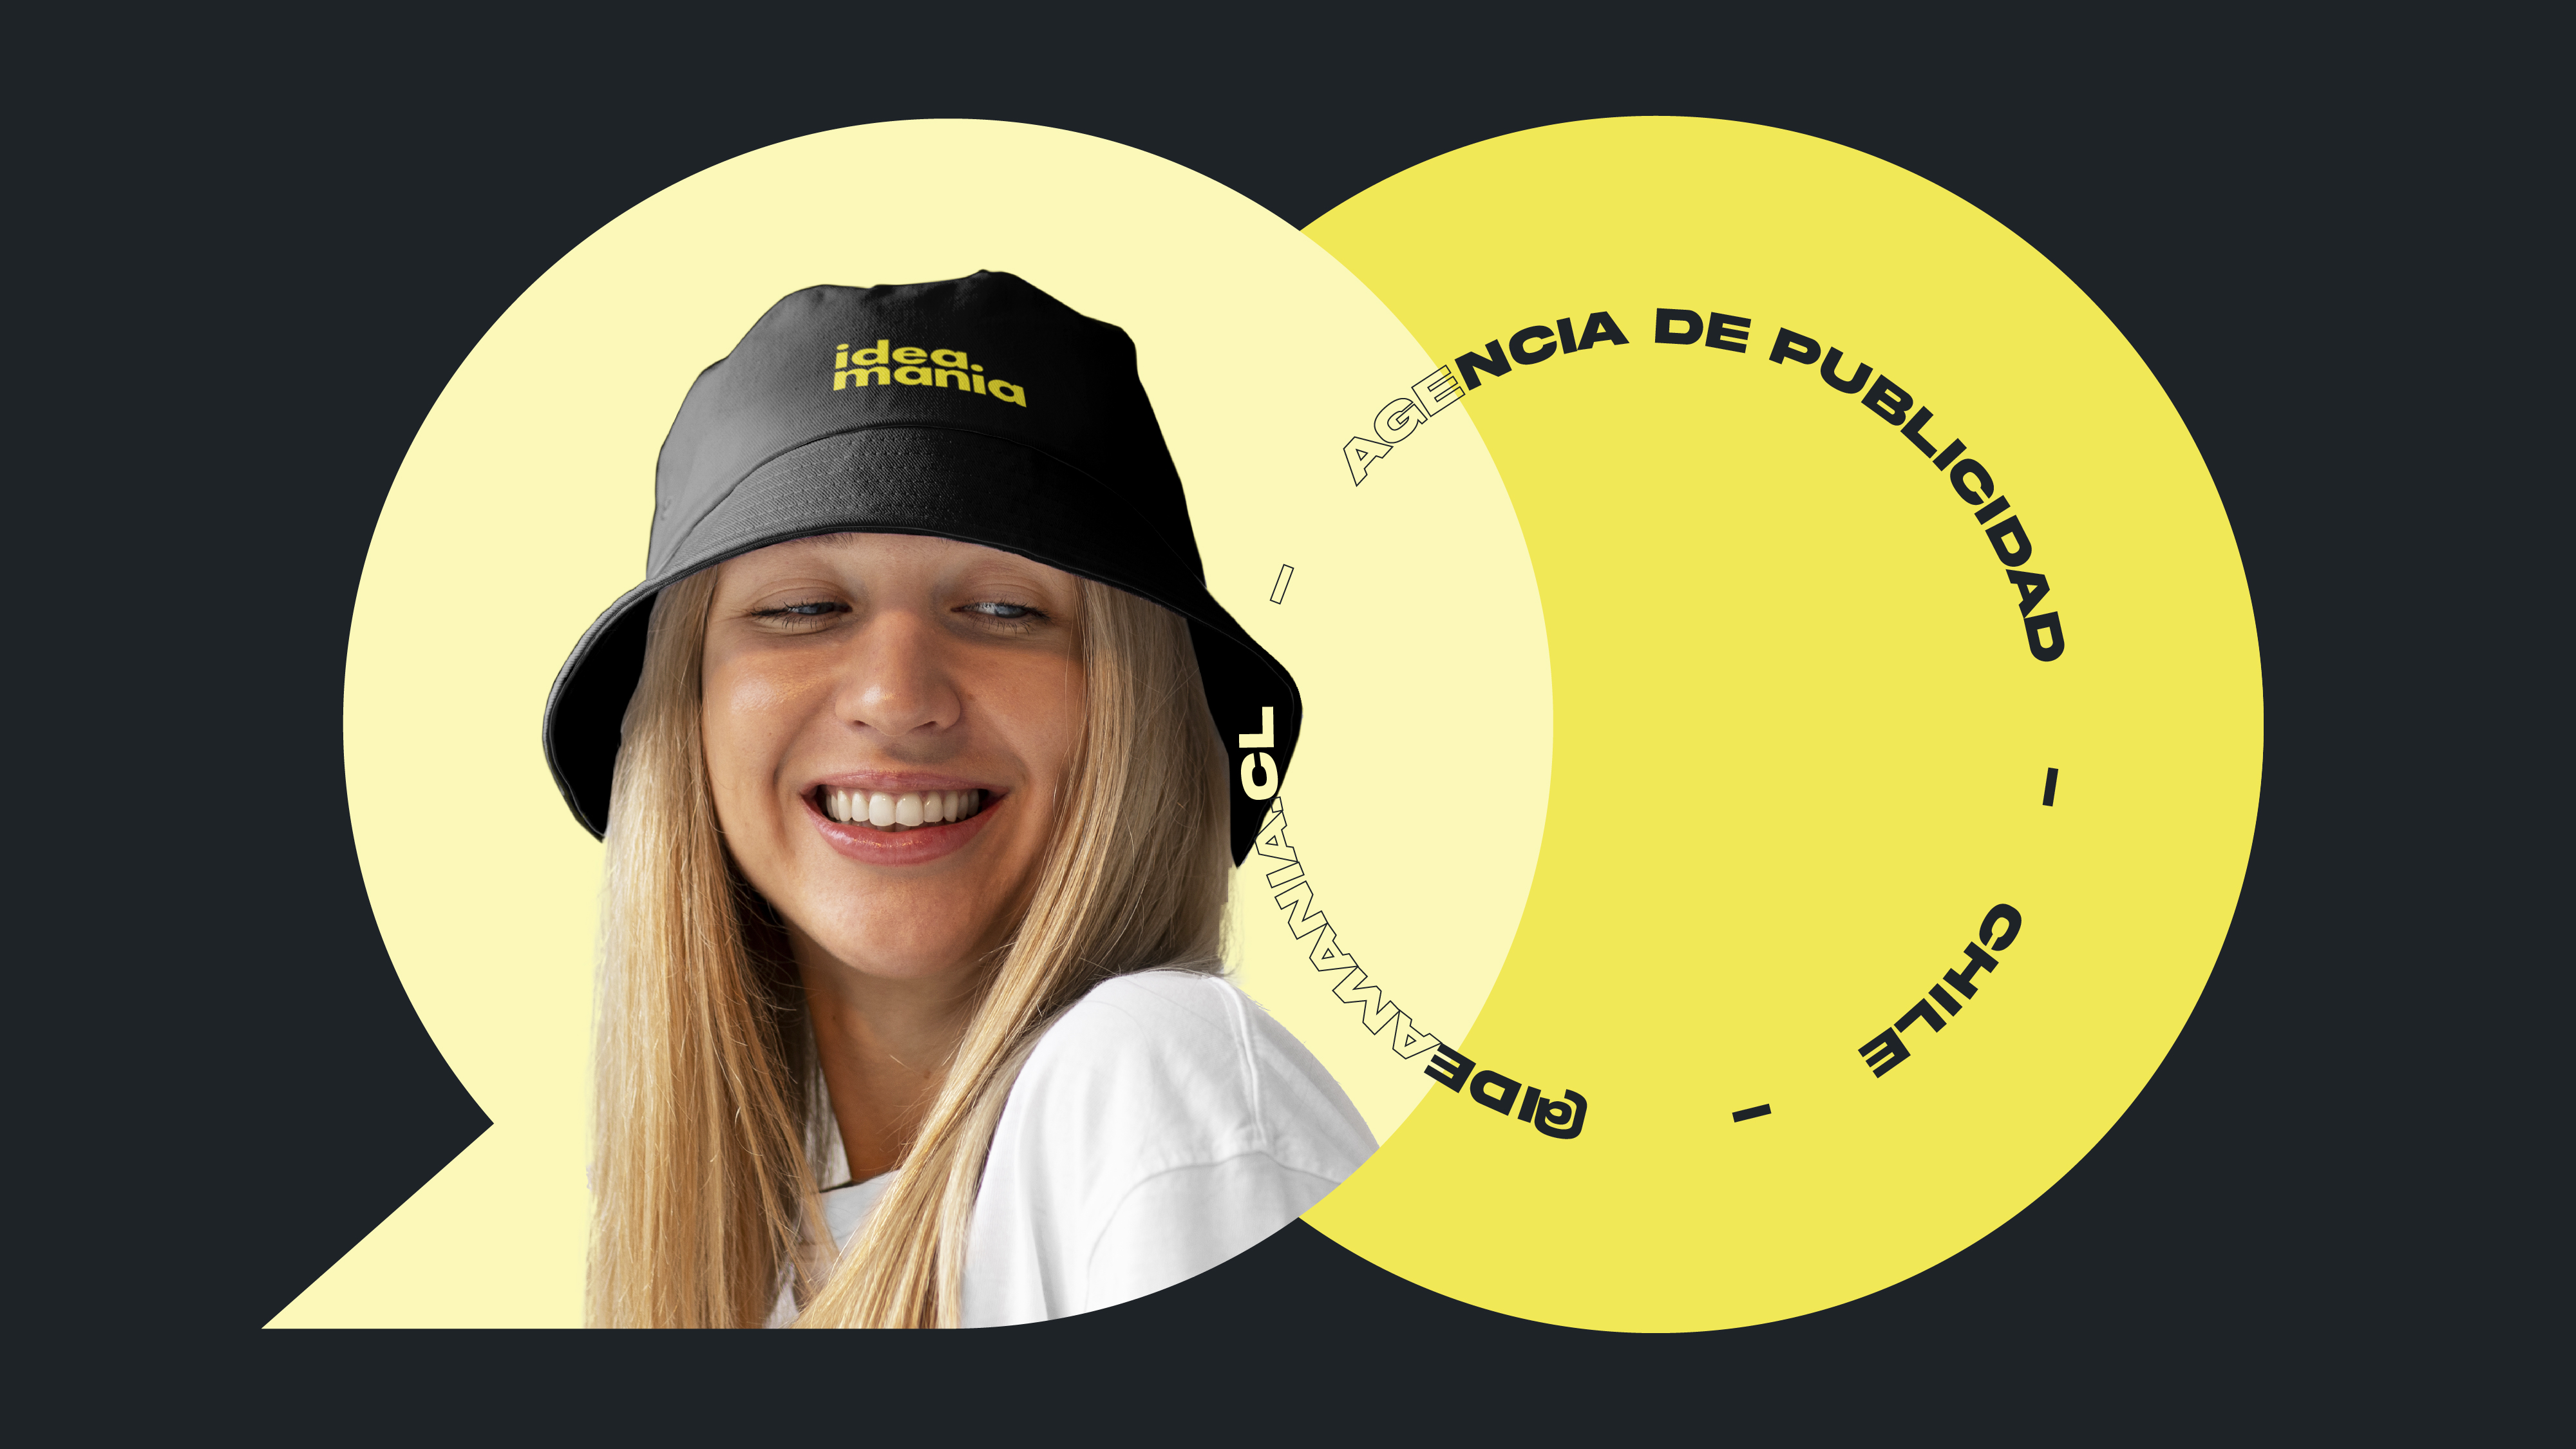 idea.
mania
AGENCIA DE PUBLICIDAD – CHILE – @IDEAMANIA.CL –